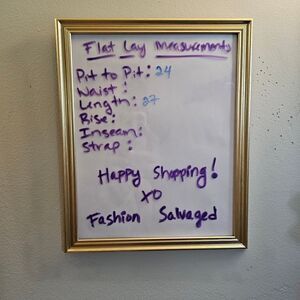 Flat Lay Measurements
Pit to Pit: 24
Waist:
Length: 27
Rise:
Inseam:
Strap:
Happy Shopping!
XO
Fashion Salvaged